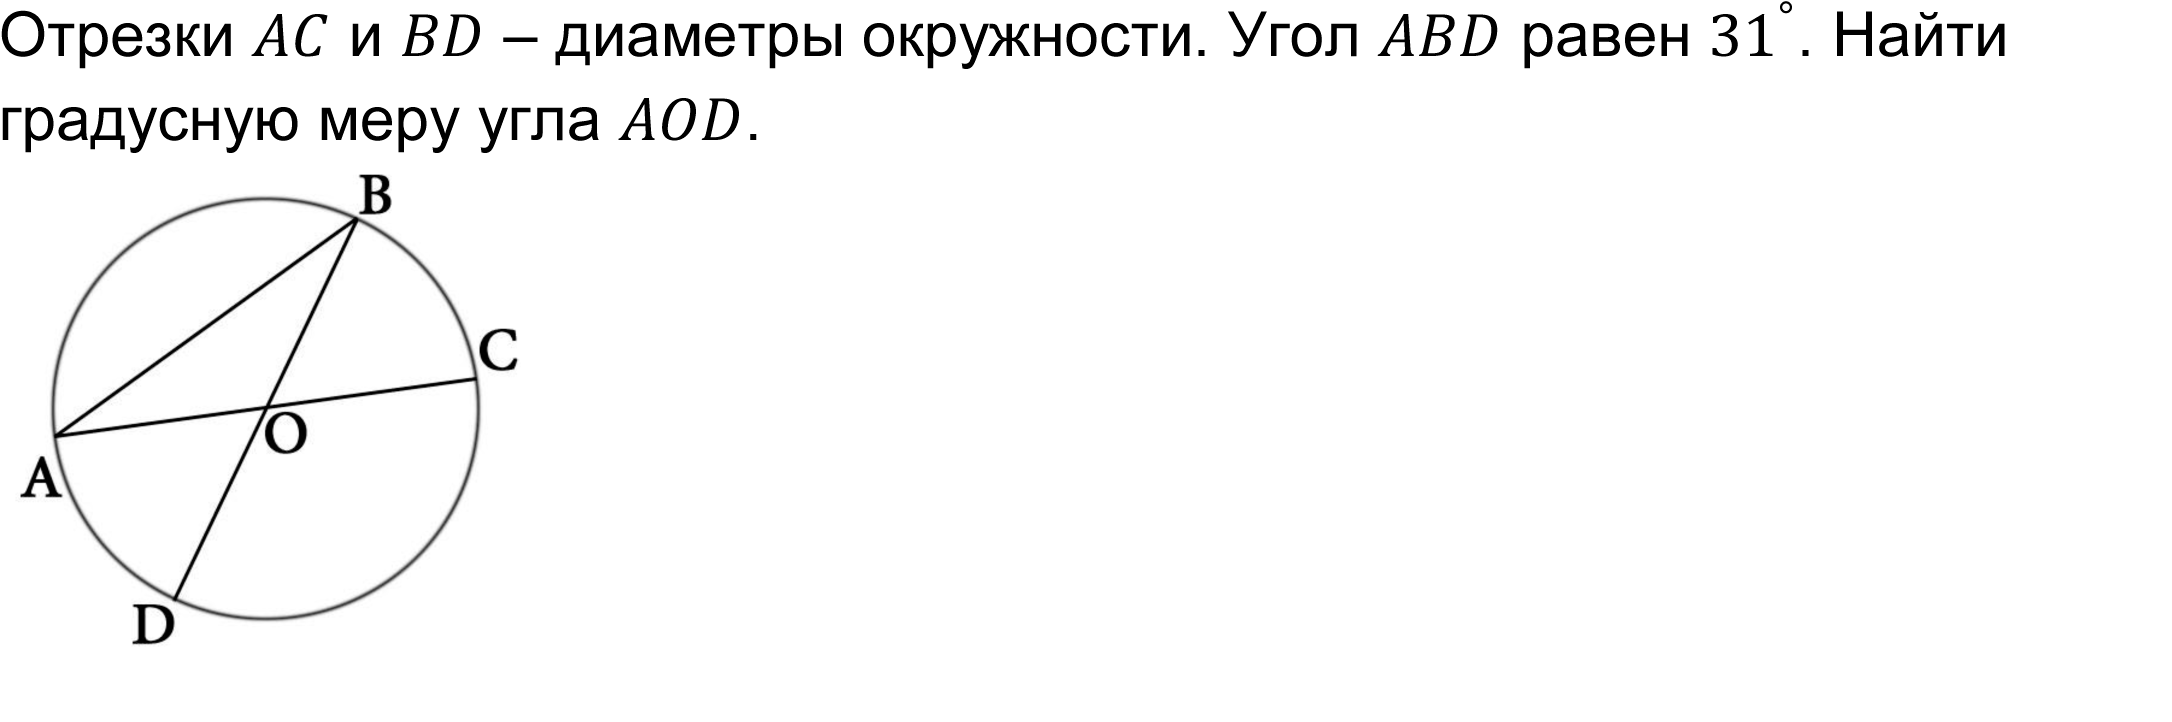 Отрезки AC и BD – диаметры окружности. Угол ABD равен 31°. Найти
градусную меру угла AOD.
B
C
O
A
D